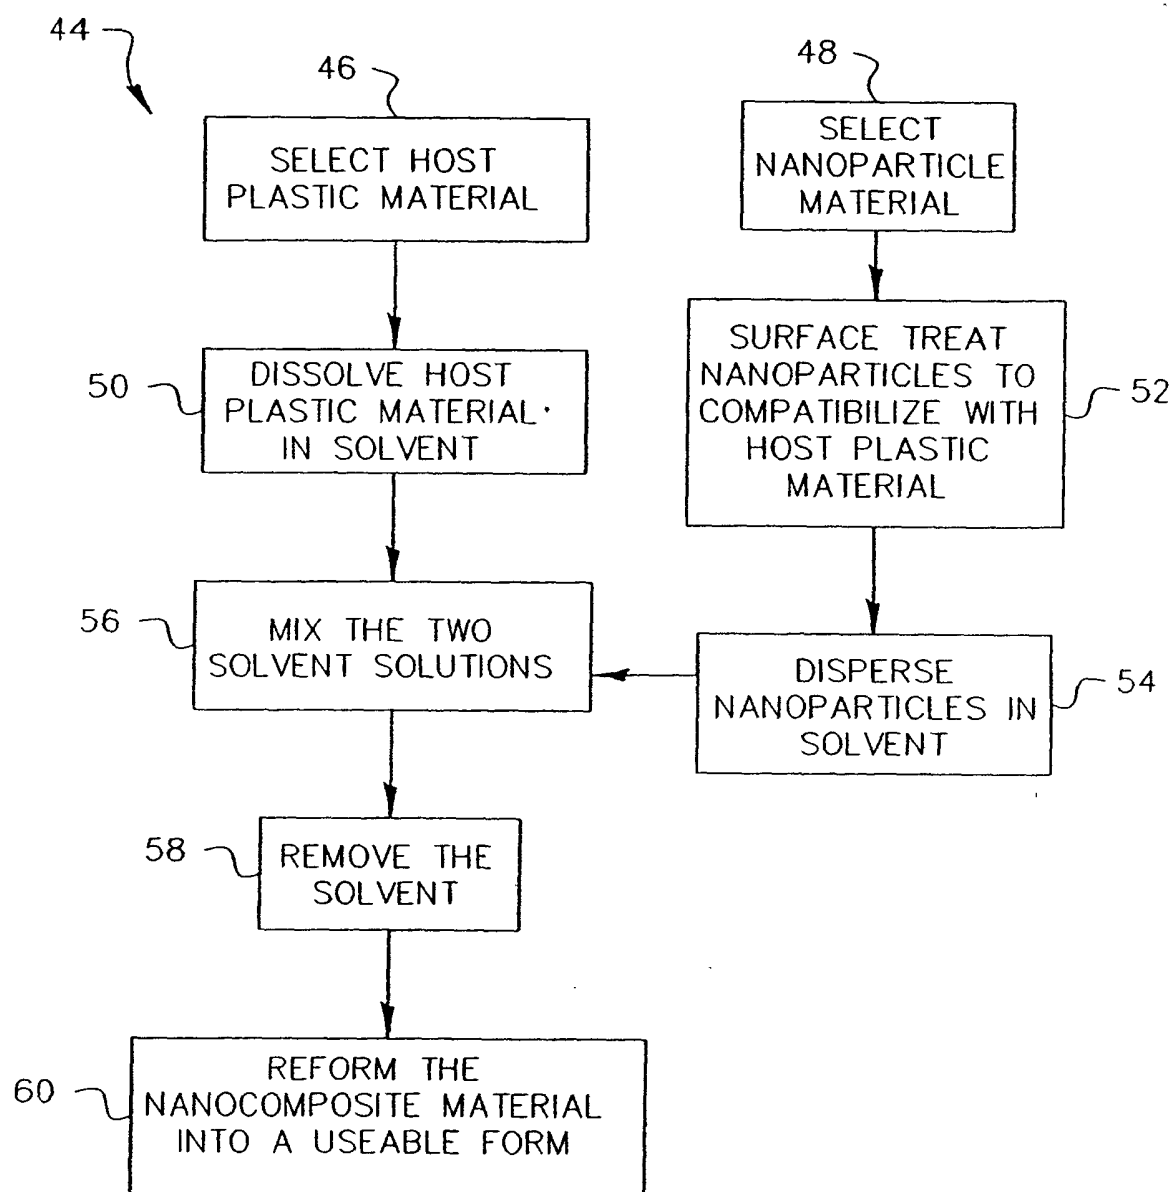 44
46
SELECT HOST
PLASTIC MATERIAL
48
SELECT
NANOPARTICLE
MATERIAL
50
DISSOLVE HOST
PLASTIC MATERIAL
IN SOLVENT
52
SURFACE TREAT
NANOPARTICLES TO
COMPATIBILIZE WITH
HOST PLASTIC
MATERIAL
56
MIX THE TWO
SOLVENT SOLUTIONS
54
DISPERSE
NANOPARTICLES IN
SOLVENT
58
REMOVE THE
SOLVENT
60
REFORM THE
NANOCOMPOSITE MATERIAL
INTO A USEABLE FORM